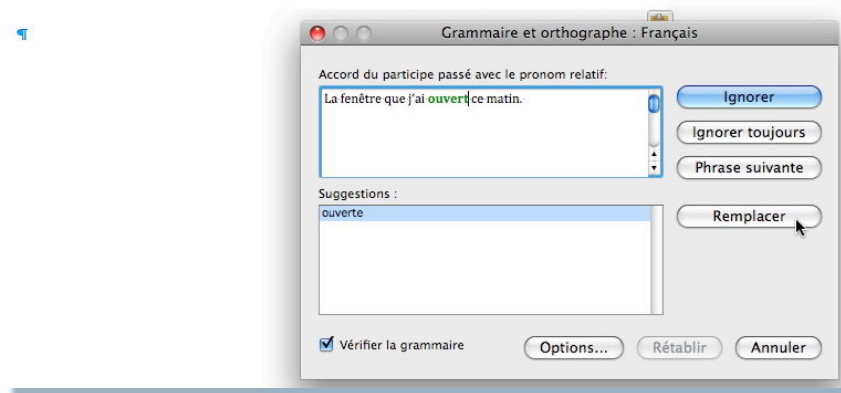 ¶
Grammaire et orthographe : Français
Accord du participe passé avec le pronom relatif:
La fenêtre que j'ai ouvert ce matin.
Ignorer
Ignorer toujours
Phrase suivante
Suggestions :
ouverte
Remplacer
Vérifier la grammaire
Options...
Rétablir
Annuler